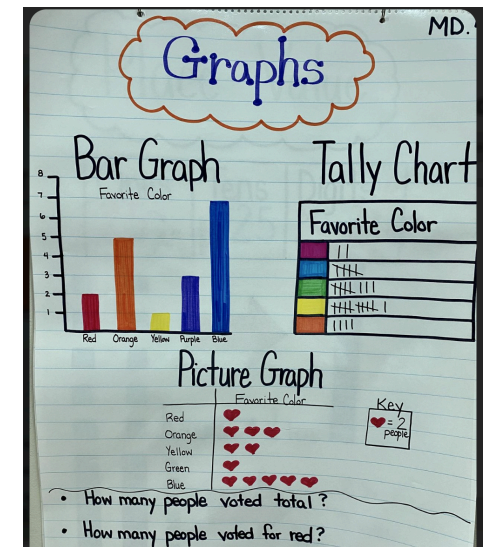 MD.
Graphs
Bar Graph
Favorite Color
8
7
6
5
4
3
2
1
Red Orange Yellow Purple Blue
Tally Chart
Favorite Color
Picture Graph
Favorite Color
Red
Orange
Yellow
Green
Blue
Key
= 2
people
• How many people voted total?
• How many people voted for red?